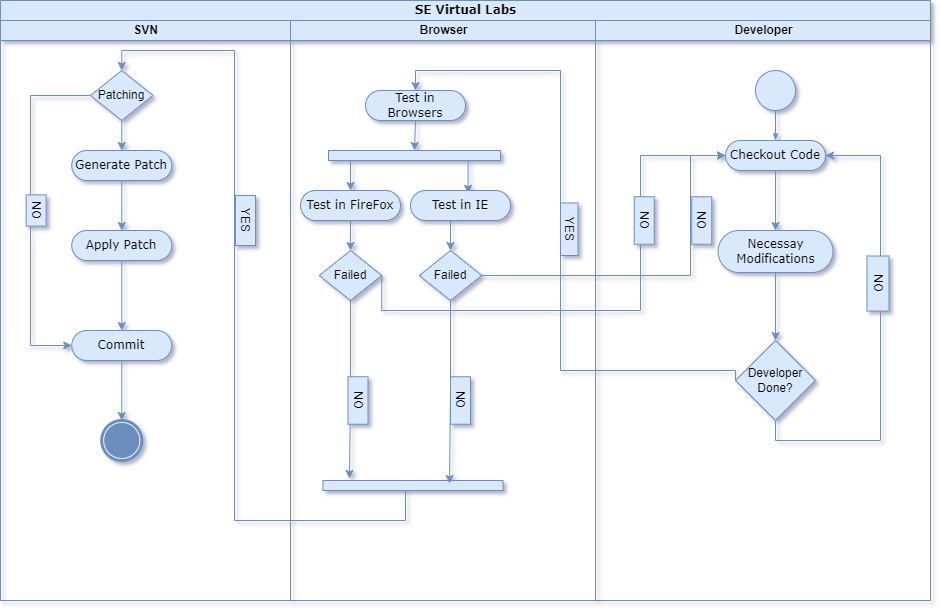 SE Virtual Labs
SVN
Browser
Developer
Patching
Generate Patch
Apply Patch
Commit
NO
YES
Test in
Browsers
Test in FireFox
Test in IE
Failed
Failed
NO
NO
YES
NO
NO
Checkout Code
Necessay
Modifications
Developer
Done?
NO